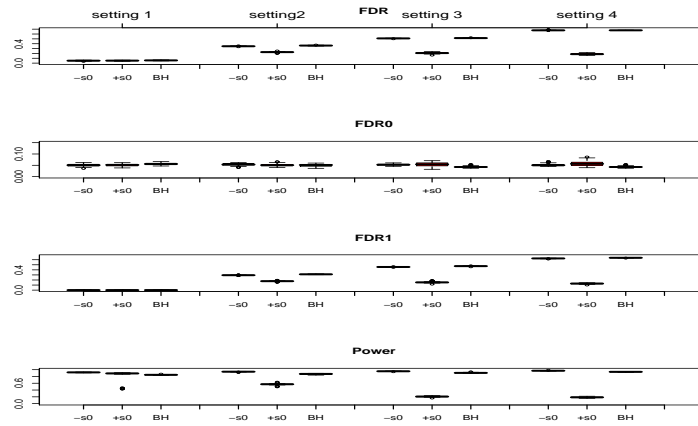 FDR
setting 1 setting2 setting 3 setting 4
0.0 0.4
−s0 +s0 BH −s0 +s0 BH −s0 +s0 BH −s0 +s0 BH
FDR0
0.00 0.10
−s0 +s0 BH −s0 +s0 BH −s0 +s0 BH −s0 +s0 BH
FDR1
0.0 0.4
−s0 +s0 BH −s0 +s0 BH −s0 +s0 BH −s0 +s0 BH
Power
0.0 0.6
−s0 +s0 BH −s0 +s0 BH −s0 +s0 BH −s0 +s0 BH